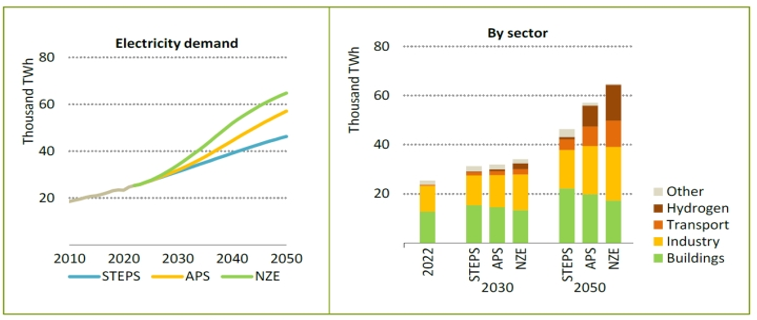 Electricity demand
Thousand TWh
80
60
40
20
2010 2020 2030 2040 2050
STEPS APS NZE
By sector
Thousand TWh
80
60
40
20
2022 STEPS APS NZE STEPS APS NZE
2030 2050
Other
Hydrogen
Transport
Industry
Buildings